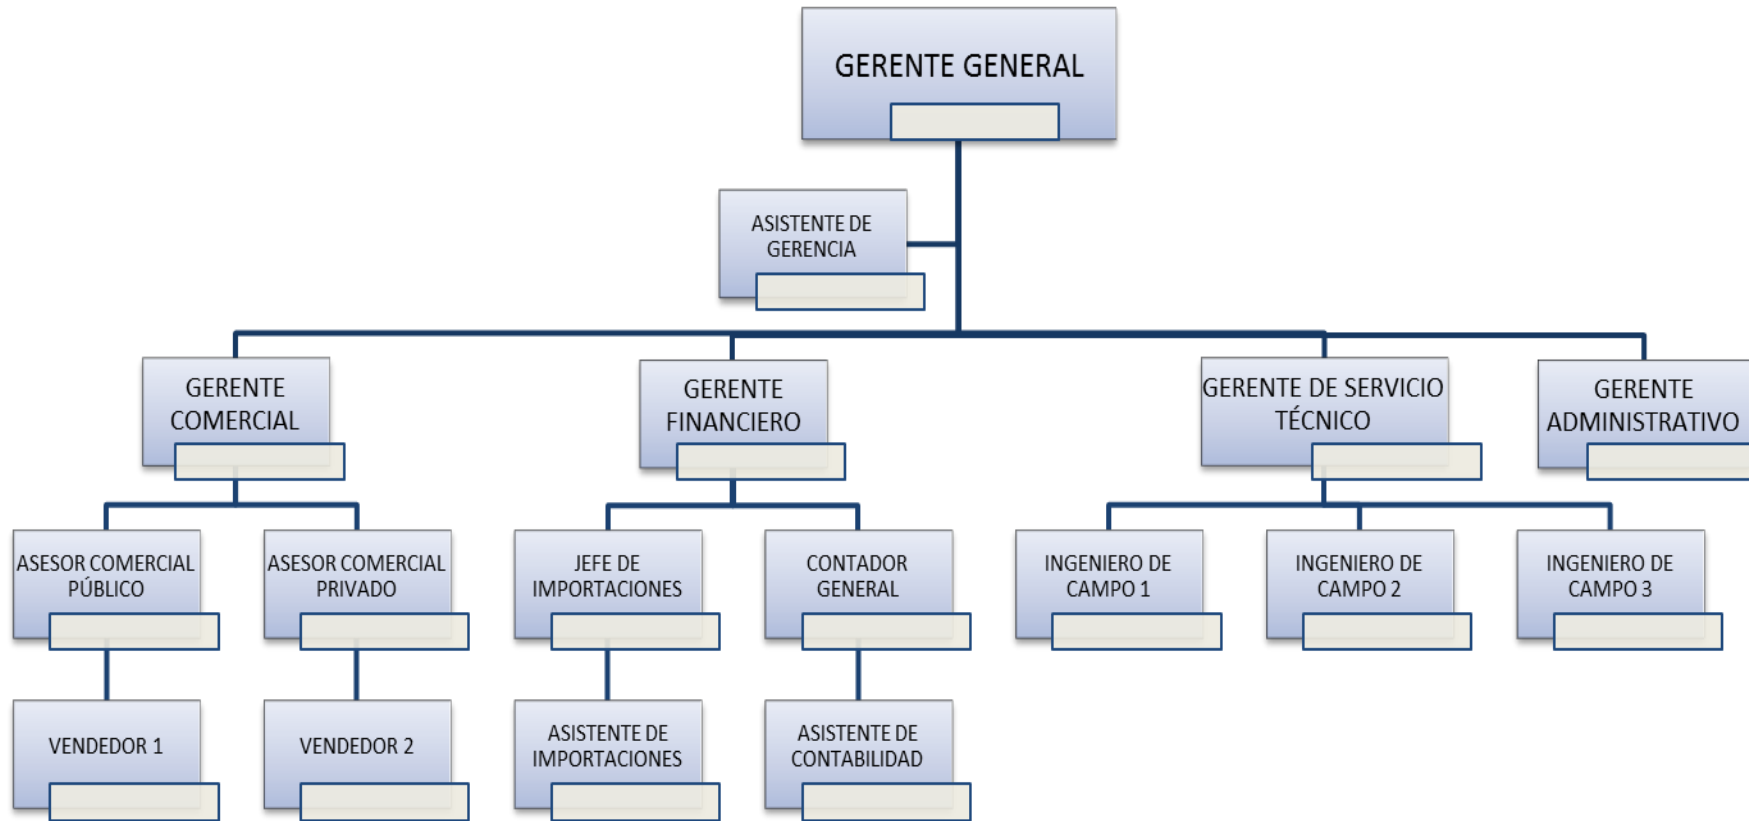 GERENTE GENERAL
ASISTENTE DE
GERENCIA
GERENTE
COMERCIAL
GERENTE
FINANCIERO
GERENTE DE SERVICIO
TÉCNICO
GERENTE
ADMINISTRATIVO
ASESOR COMERCIAL
PÚBLICO
ASESOR COMERCIAL
PRIVADO
JEFE DE
IMPORTACIONES
CONTADOR
GENERAL
INGENIERO DE
CAMPO 1
INGENIERO DE
CAMPO 2
INGENIERO DE
CAMPO 3
VENDEDOR 1
VENDEDOR 2
ASISTENTE DE
IMPORTACIONES
ASISTENTE DE
CONTABILIDAD